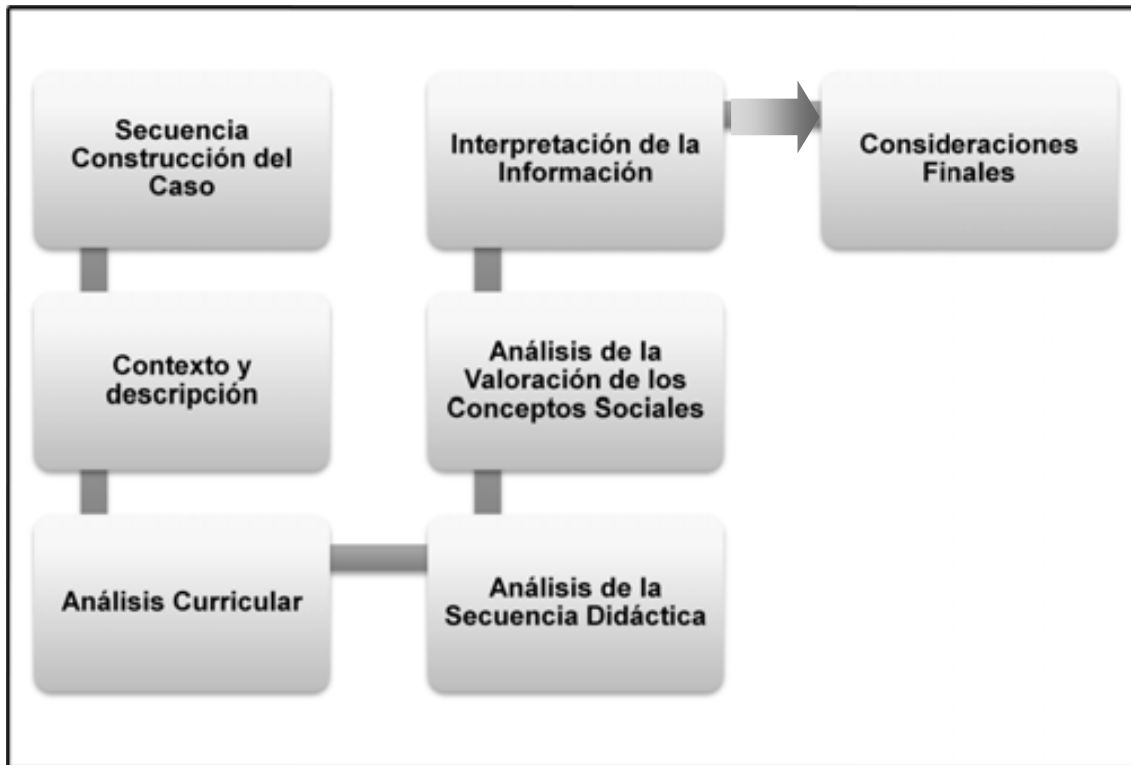 Secuencia
Construcción del
Caso
Contexto y
descripción
Análisis Curricular
Análisis de la
Secuencia Didáctica
Análisis de la
Valoración de los
Conceptos Sociales
Interpretación de la
Información
Consideraciones
Finales